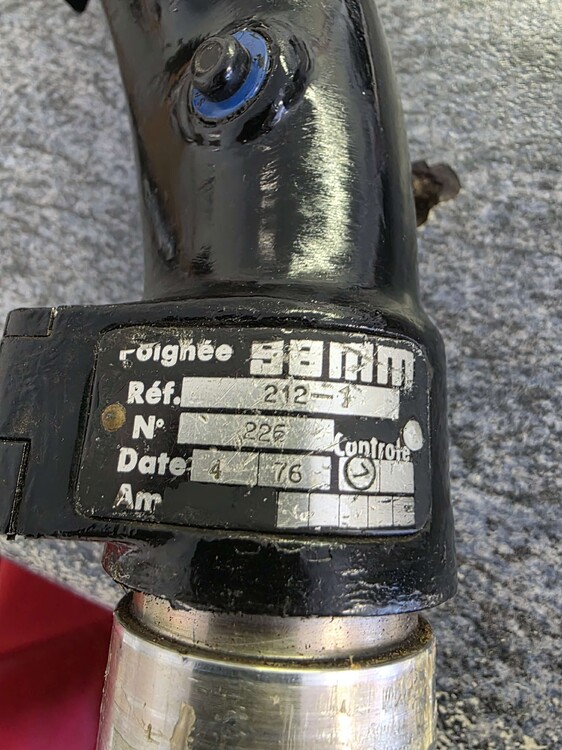 Poignée SBMM
Réf. 212-1
N° 226 Contrôle
Date 4 76
Am